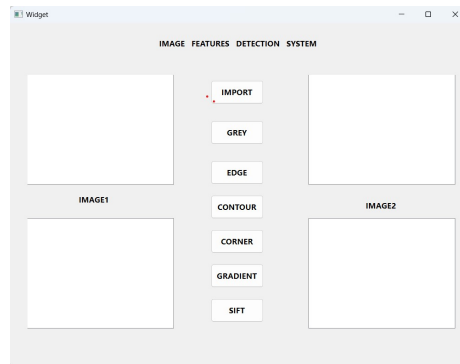 Widget
IMAGE FEATURES DETECTION SYSTEM
IMPORT
GREY
EDGE
IMAGE1
CONTOUR
IMAGE2
CORNER
GRADIENT
SIFT